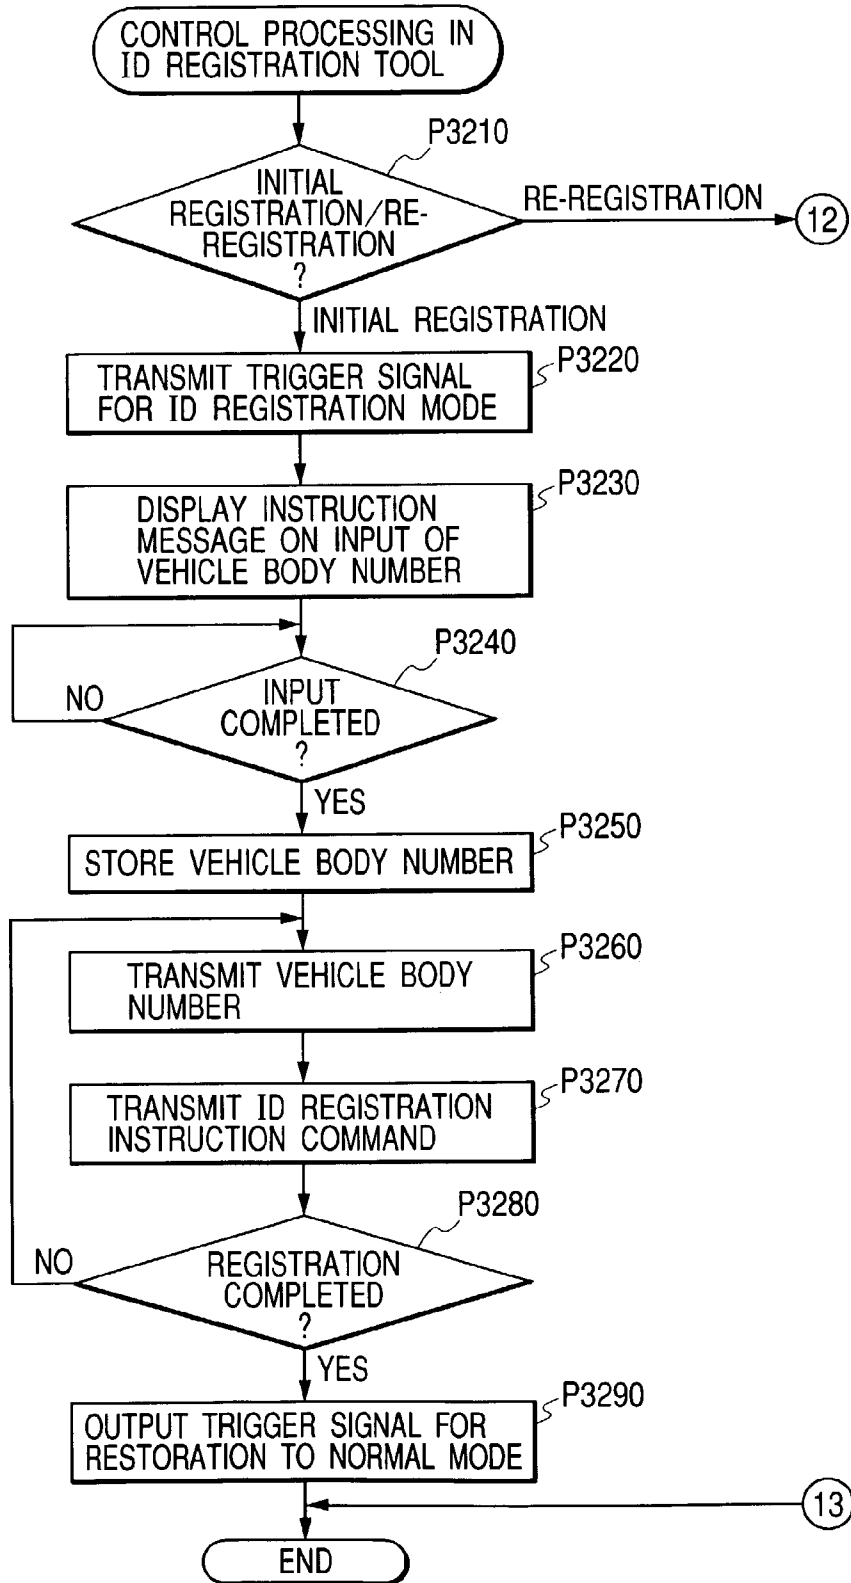 CONTROL PROCESSING IN
ID REGISTRATION TOOL
P3210
INITIAL
REGISTRATION/RE-
REGISTRATION
?
RE-REGISTRATION
12
INITIAL REGISTRATION
P3220
TRANSMIT TRIGGER SIGNAL
FOR ID REGISTRATION MODE
P3230
DISPLAY INSTRUCTION
MESSAGE ON INPUT OF
VEHICLE BODY NUMBER
P3240
NO
INPUT
COMPLETED
?
YES
P3250
STORE VEHICLE BODY NUMBER
P3260
TRANSMIT VEHICLE BODY
NUMBER
P3270
TRANSMIT ID REGISTRATION
INSTRUCTION COMMAND
P3280
NO
REGISTRATION
COMPLETED
?
YES
P3290
OUTPUT TRIGGER SIGNAL FOR
RESTORATION TO NORMAL MODE
13
END